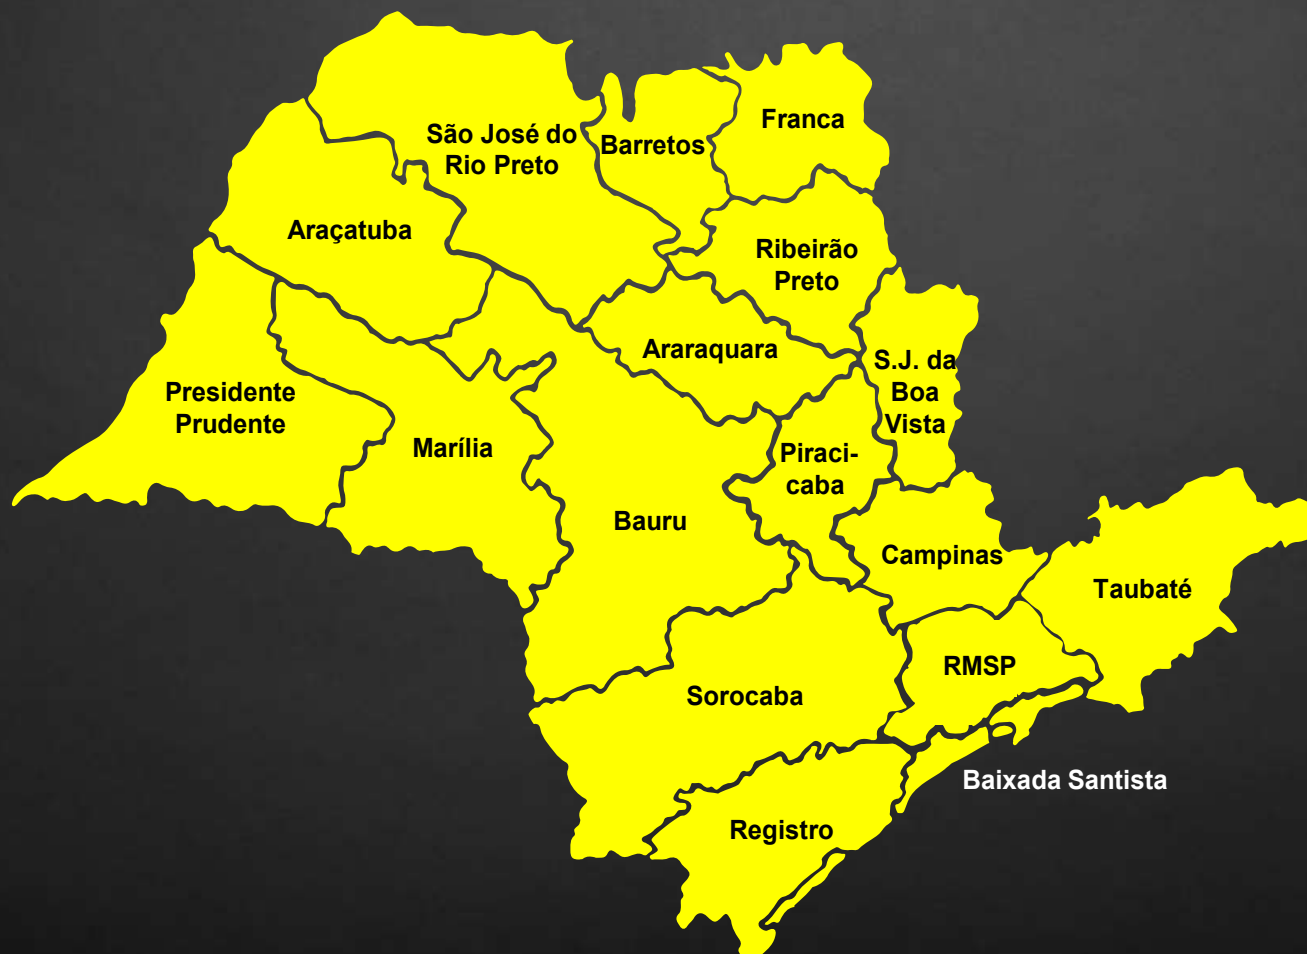 Franca
São José do
Rio Preto
Barretos
Araçatuba
Ribeirão
Preto
Araraquara
S.J. da
Boa
Vista
Presidente
Prudente
Marília
Piraci-
caba
Bauru
Campinas
Taubaté
RMSP
Sorocaba
Baixada Santista
Registro